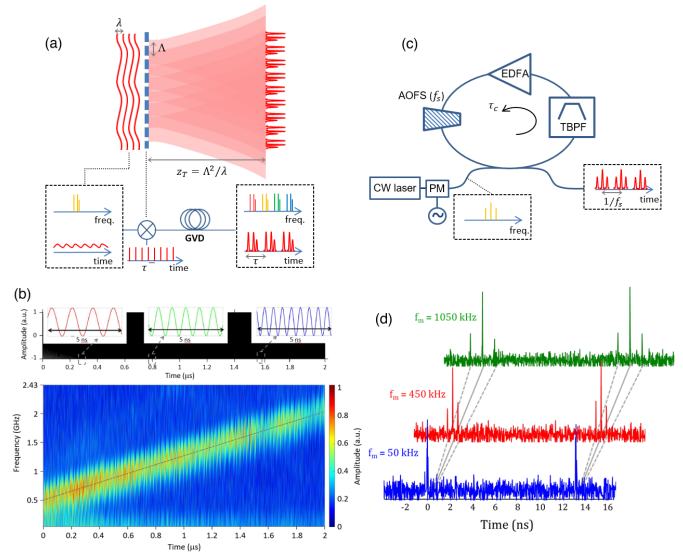 (a)
λ
Λ
z_T = Λ²/λ
freq.
time
τ
time
GVD
freq.
τ
time
(c)
EDFA
AOFS (f_s)
τ_c
TBPF
CW laser
PM
freq.
time
1/f_s
(b)
Amplitude (a.u.)
1
0
-1
5 ns
5 ns
5 ns
0 0.2 0.4 0.6 0.8 1 1.2 1.4 1.6 1.8 2
Time (μs)
Frequency (GHz)
2.43
2
1.5
1
0.5
0 0.2 0.4 0.6 0.8 1 1.2 1.4 1.6 1.8 2
Time (μs)
1
0.8
0.6
0.4
0.2
0
Amplitude (a.u.)
(d)
f_m = 1050 kHz
f_m = 450 kHz
f_m = 50 kHz
-2 0 2 4 6 8 10 12 14 16
Time (ns)